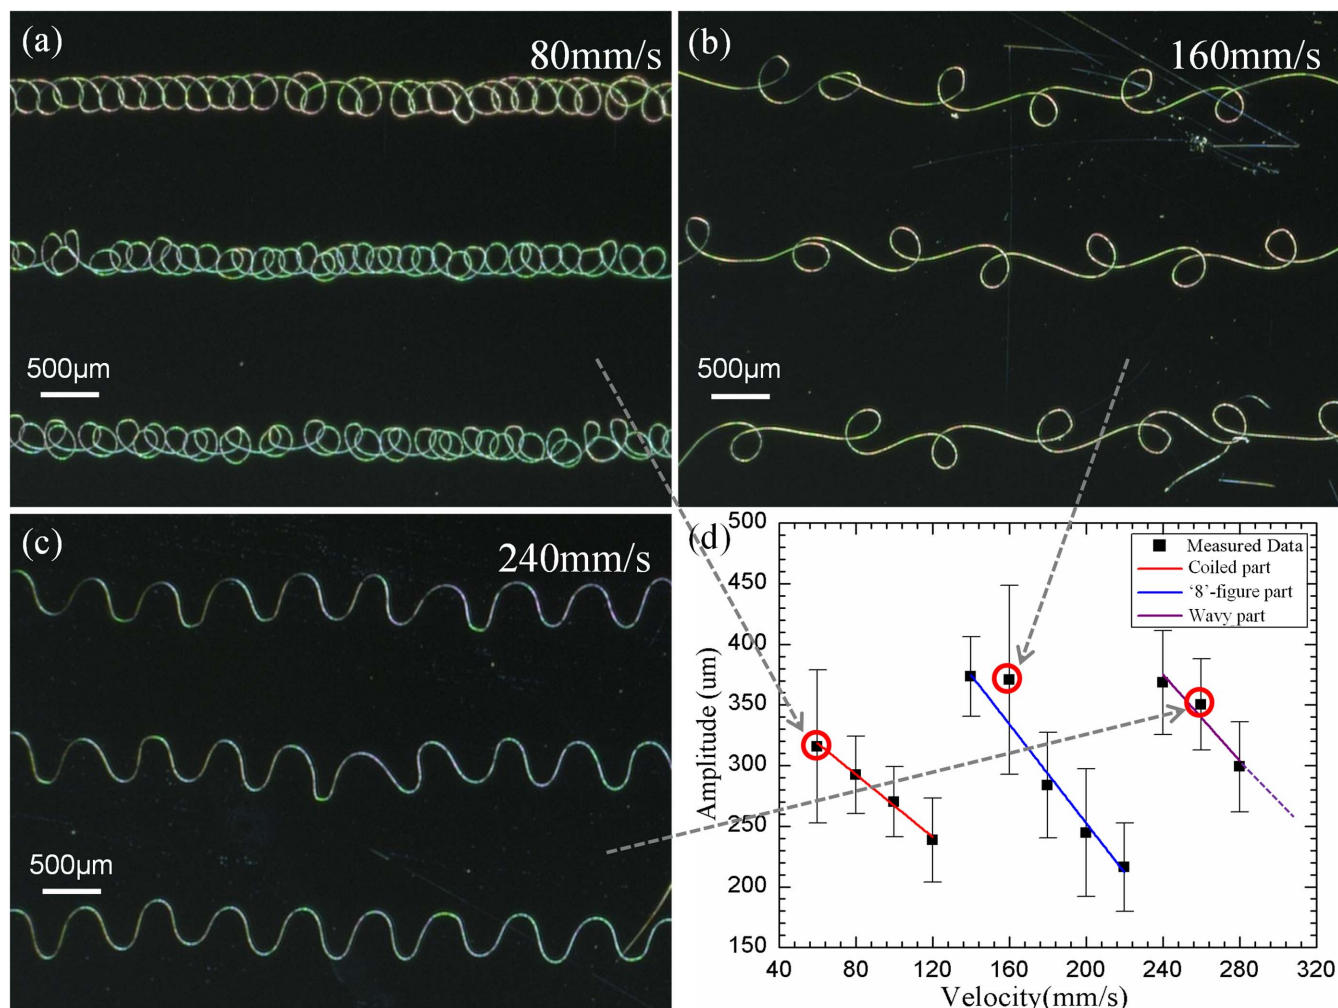 (a)
80mm/s
500μm
(b)
160mm/s
500μm
(c)
240mm/s
500μm
(d)
500
450
400
350
300
250
200
150
Amplitude (um)
Measured Data
Coiled part
‘8’-figure part
Wavy part
40 80 120 160 200 240 280 320
Velocity(mm/s)